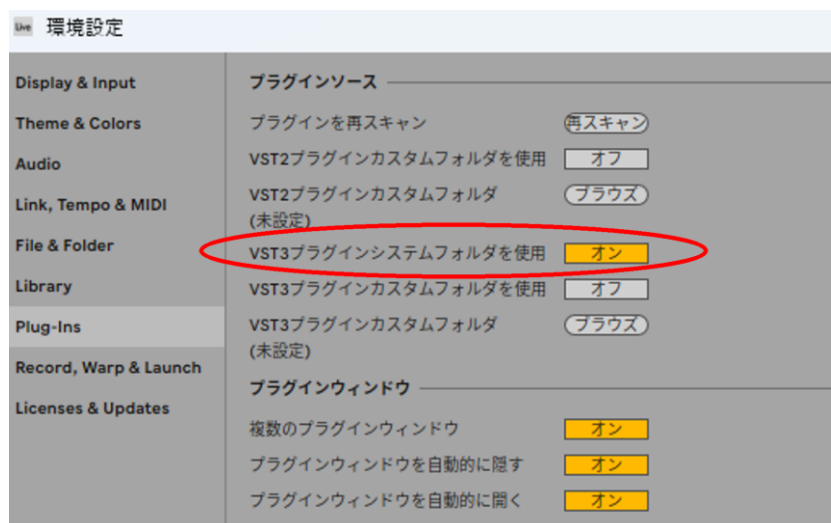 Live 環境設定
Display & Input
Theme & Colors
Audio
Link, Tempo & MIDI
File & Folder
Library
Plug-Ins
Record, Warp & Launch
Licenses & Updates
プラグインソース
プラグインを再スキャン 再スキャン
VST2プラグインカスタムフォルダを使用 オフ
VST2プラグインカスタムフォルダ ブラウズ
(未設定)
VST3プラグインシステムフォルダを使用 オン
VST3プラグインカスタムフォルダを使用 オフ
VST3プラグインカスタムフォルダ ブラウズ
(未設定)
プラグインウィンドウ
複数のプラグインウィンドウ オン
プラグインウィンドウを自動的に隠す オン
プラグインウィンドウを自動的に開く オン